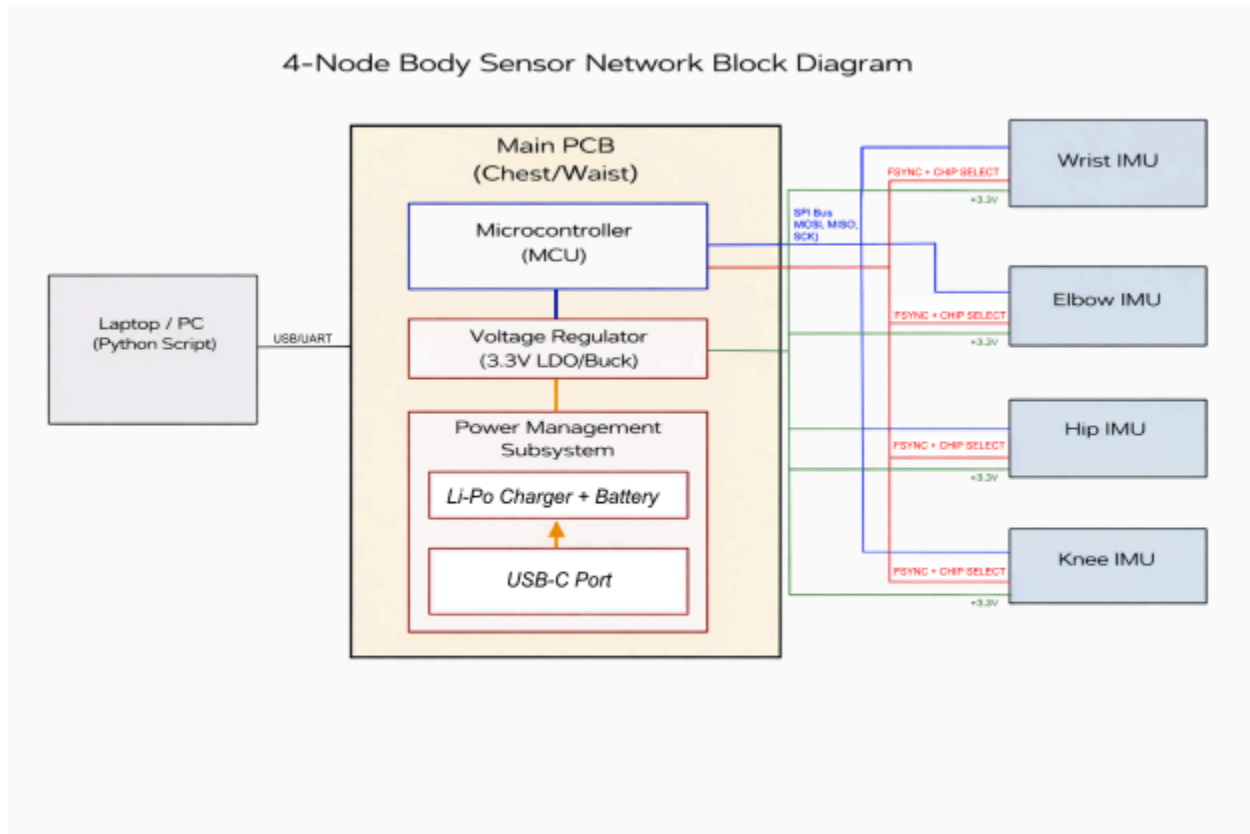 4-Node Body Sensor Network Block Diagram
Main PCB
(Chest/Waist)
Microcontroller
(MCU)
Voltage Regulator
(3.3V LDO/Buck)
Power Management
Subsystem
Li-Po Charger + Battery
USB-C Port
Laptop / PC
(Python Script)
USB/UART
SPI Bus
MOSI, MISO,
SCK)
FSYNC + CHIP SELECT
+3.3V
Wrist IMU
FSYNC + CHIP SELECT
+3.3V
Elbow IMU
FSYNC + CHIP SELECT
+3.3V
Hip IMU
FSYNC + CHIP SELECT
+3.3V
Knee IMU